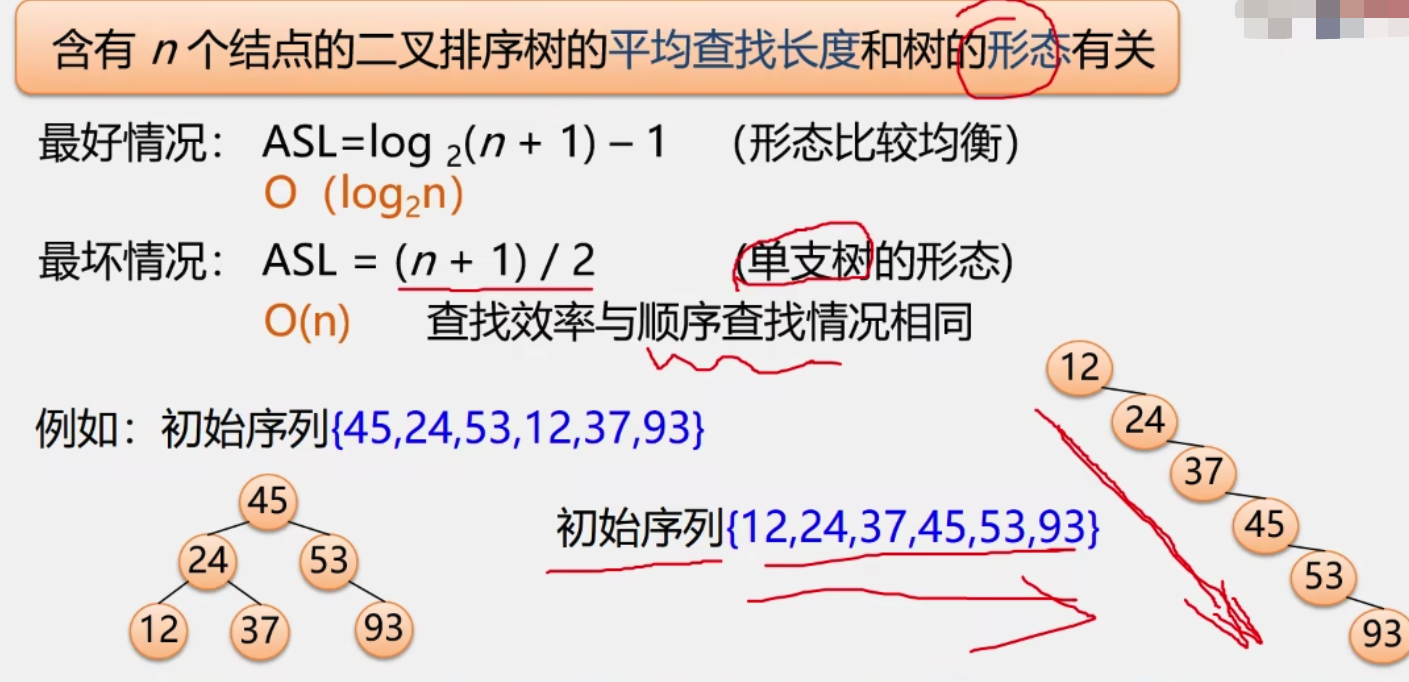 含有 n 个结点的二叉排序树的平均查找长度和树的形态有关
最好情况： ASL=log ₂(n + 1) – 1 （形态比较均衡）
O（log₂n）
最坏情况： ASL = (n + 1) / 2 (单支树的形态)
O(n) 查找效率与顺序查找情况相同
例如：初始序列{45,24,53,12,37,93}
45
24 53
12 37 93
初始序列{12,24,37,45,53,93}
12
24
37
45
53
93